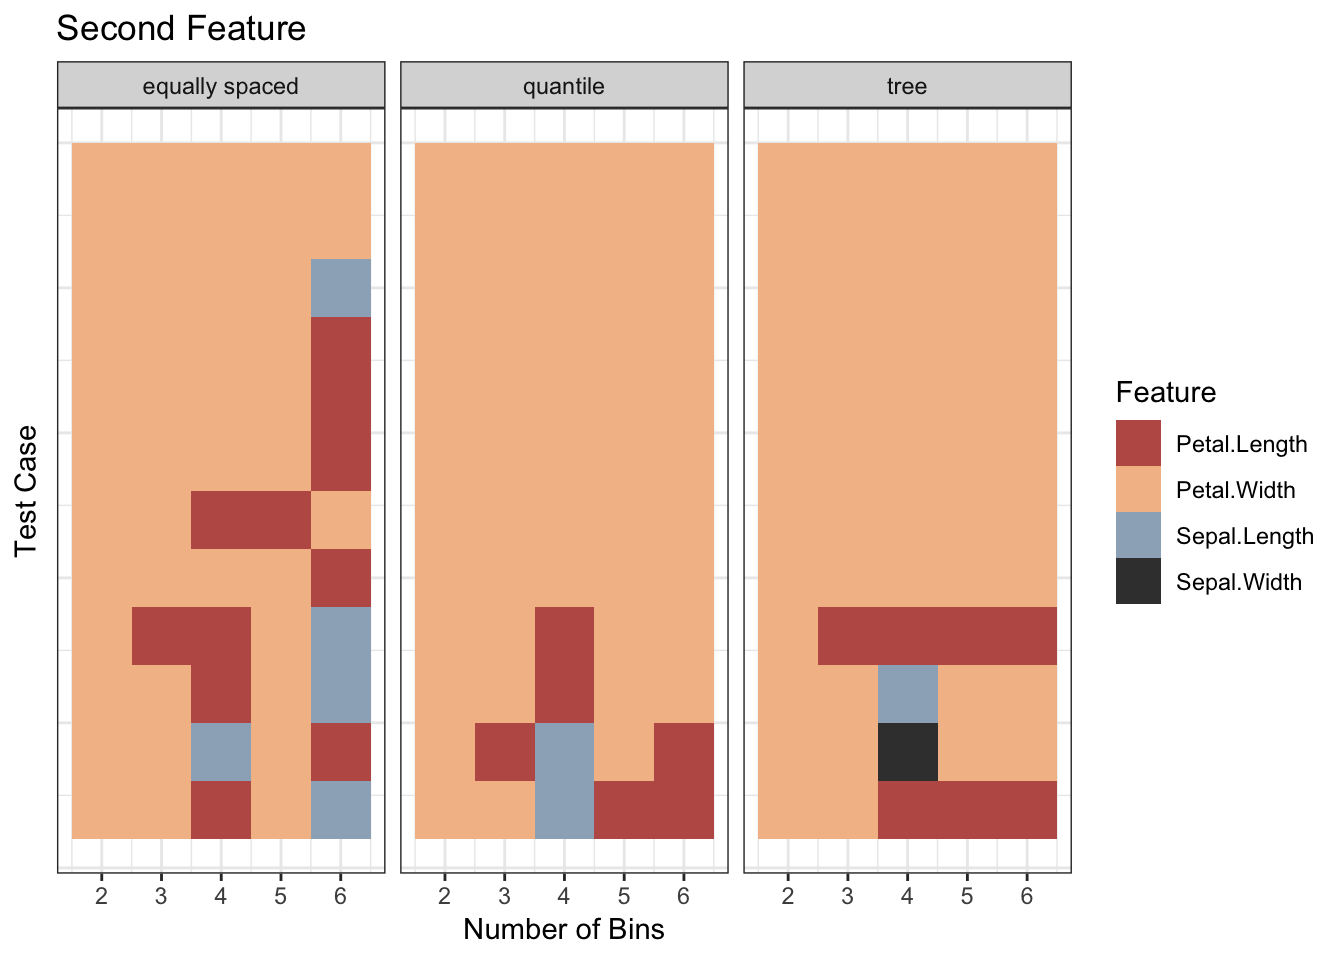 Second Feature
equally spaced
quantile
tree
Test Case
2 3 4 5 6
2 3 4 5 6
2 3 4 5 6
Number of Bins
Feature
Petal.Length
Petal.Width
Sepal.Length
Sepal.Width